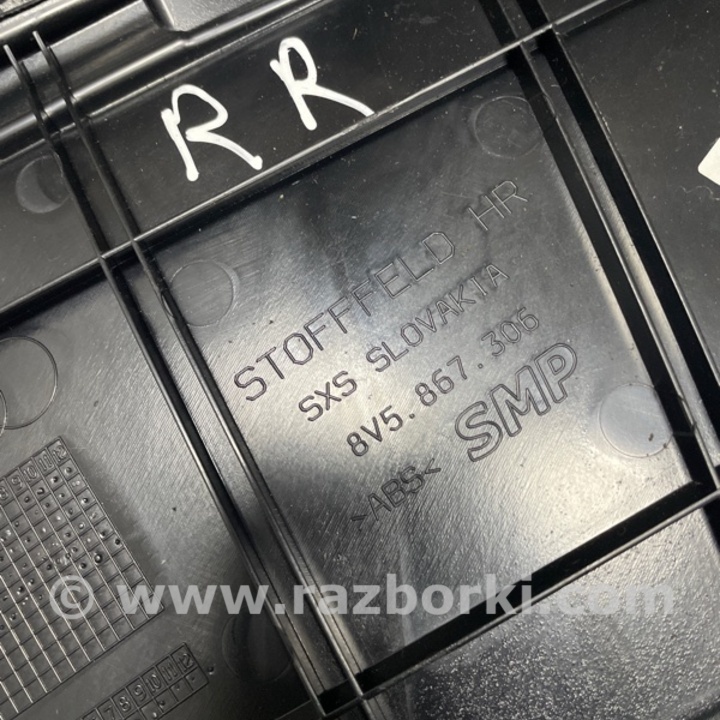 RR
STOFFFELD HR
SXS SLOVAKIA
8V5.867.306
>ABS< SMP
© www.razborki.com